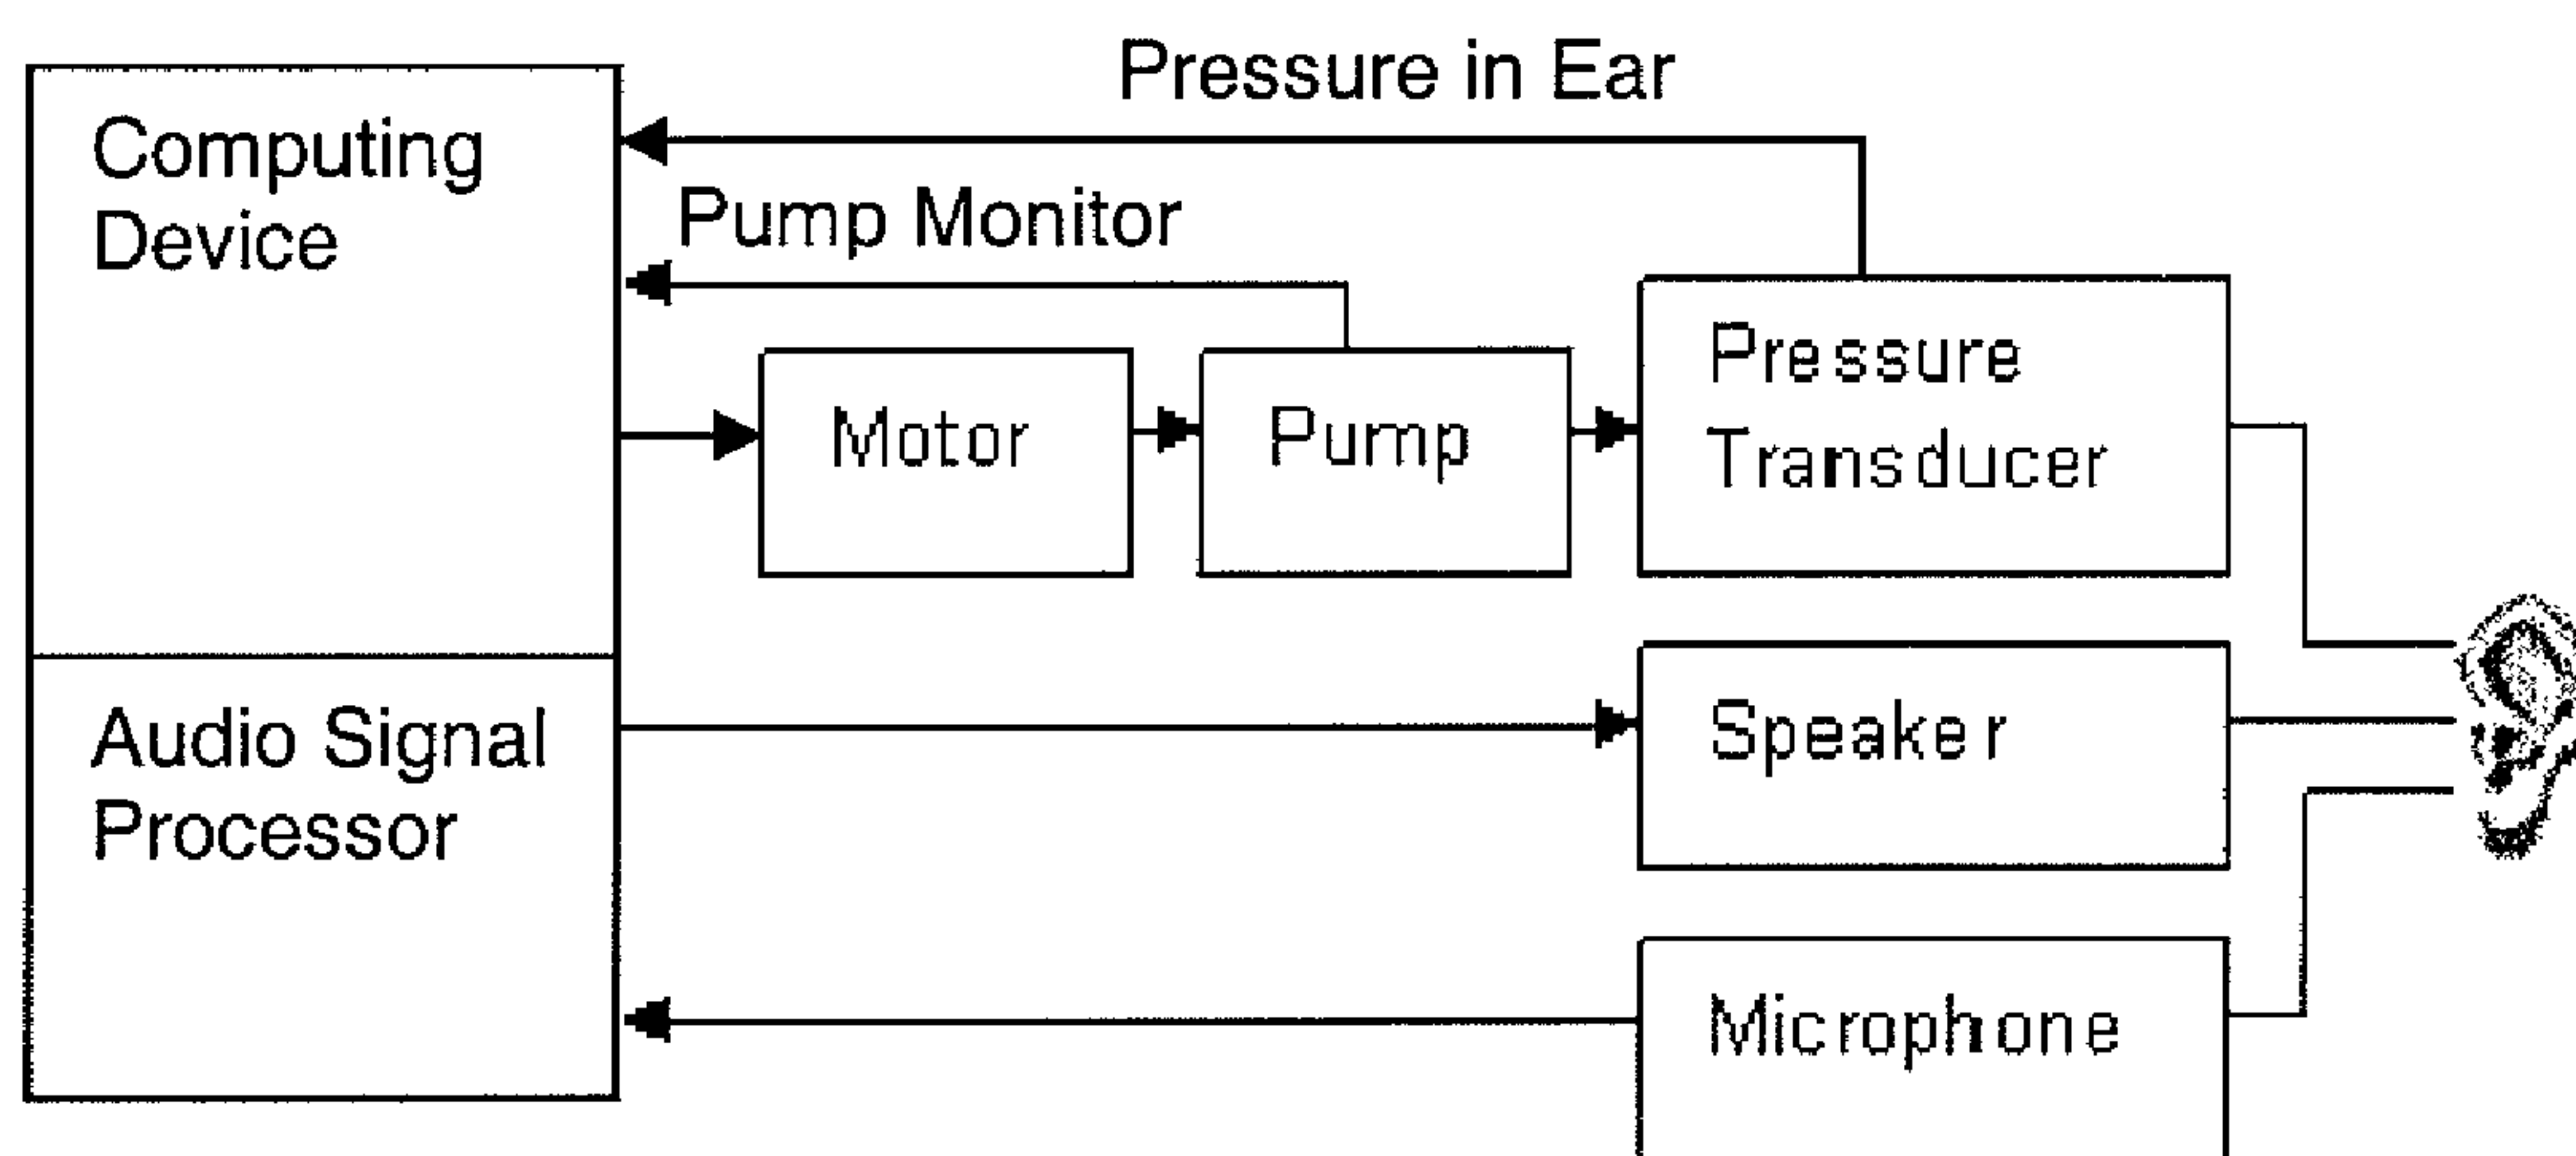 Pressure in Ear
Computing
Device
Pump Monitor
Motor
Pump
Pressure
Transducer
Audio Signal
Processor
Speaker
Microphone